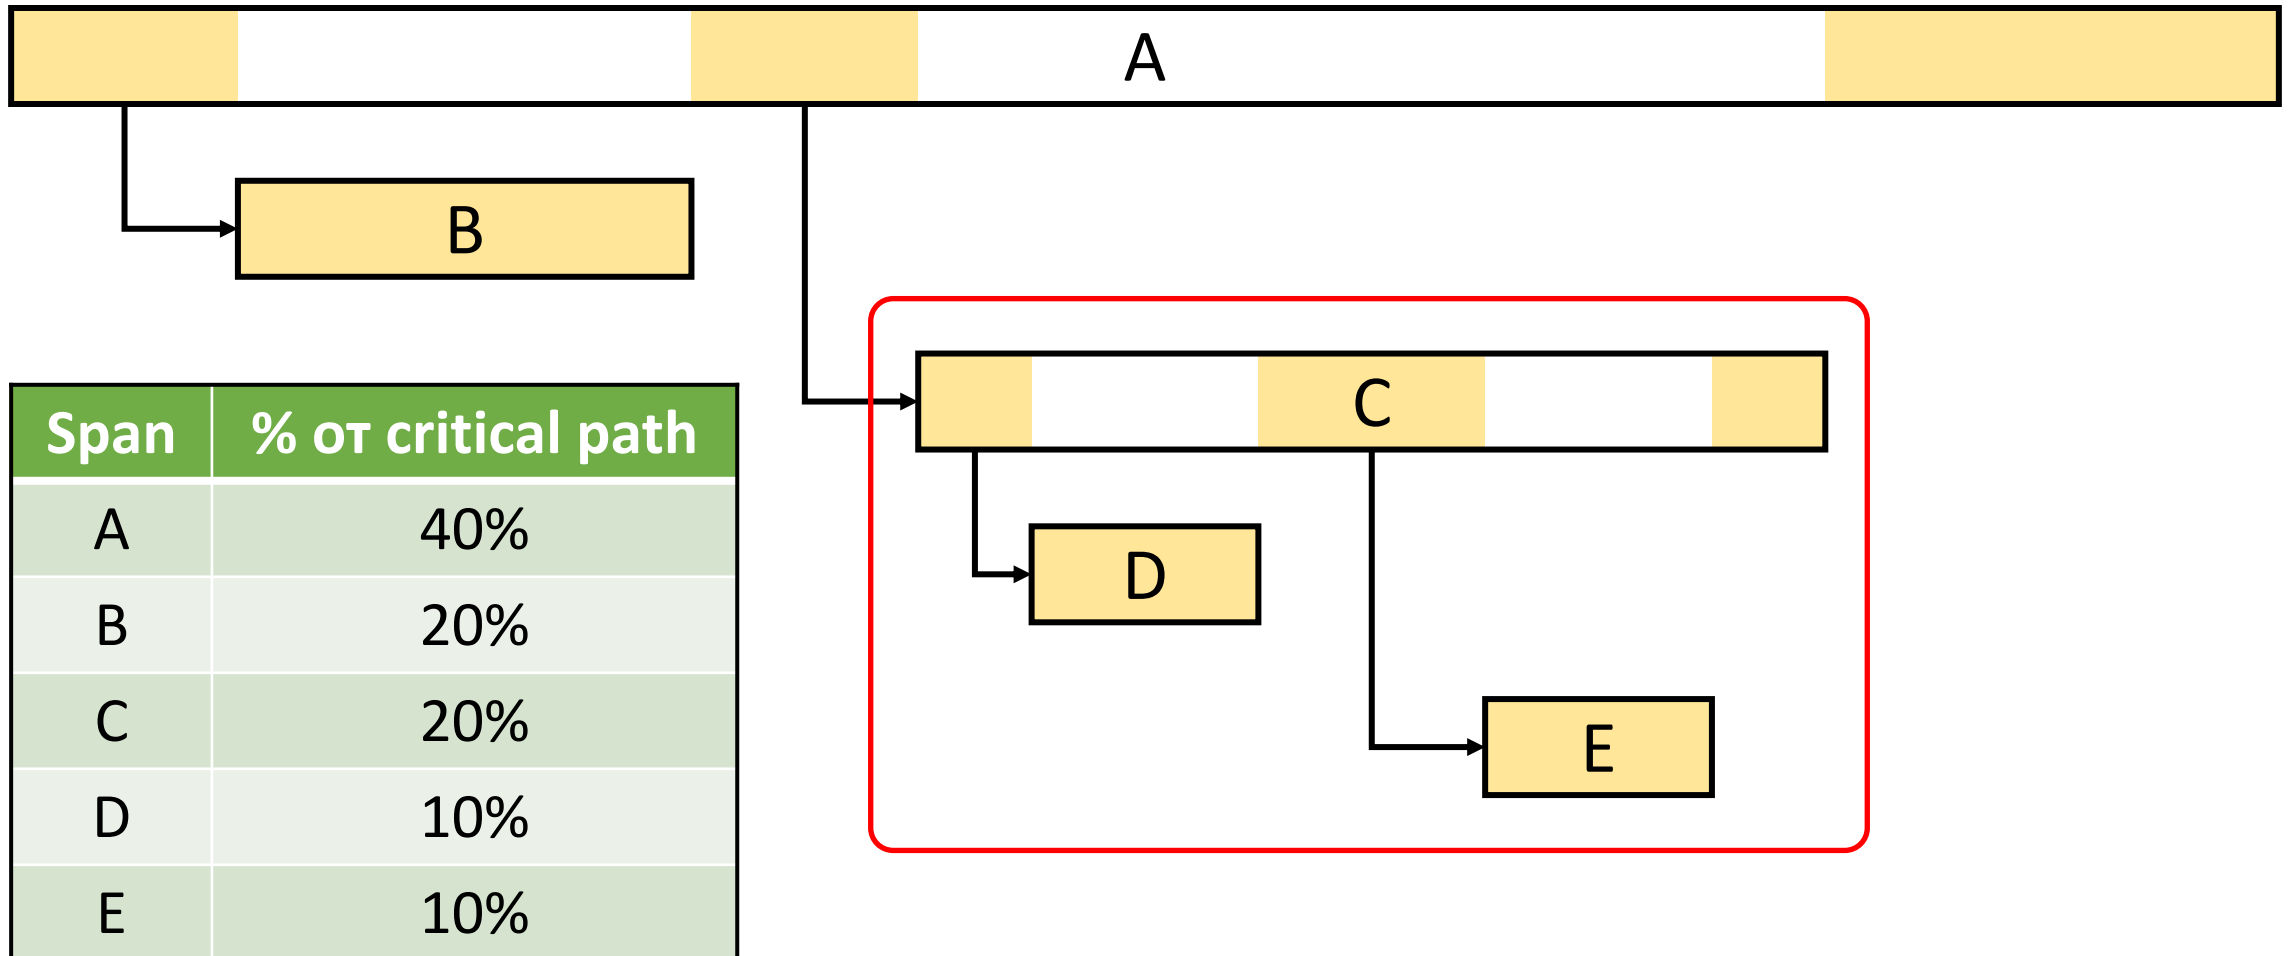 A
B
C
D
E
Span % от critical path
A 40%
B 20%
C 20%
D 10%
E 10%